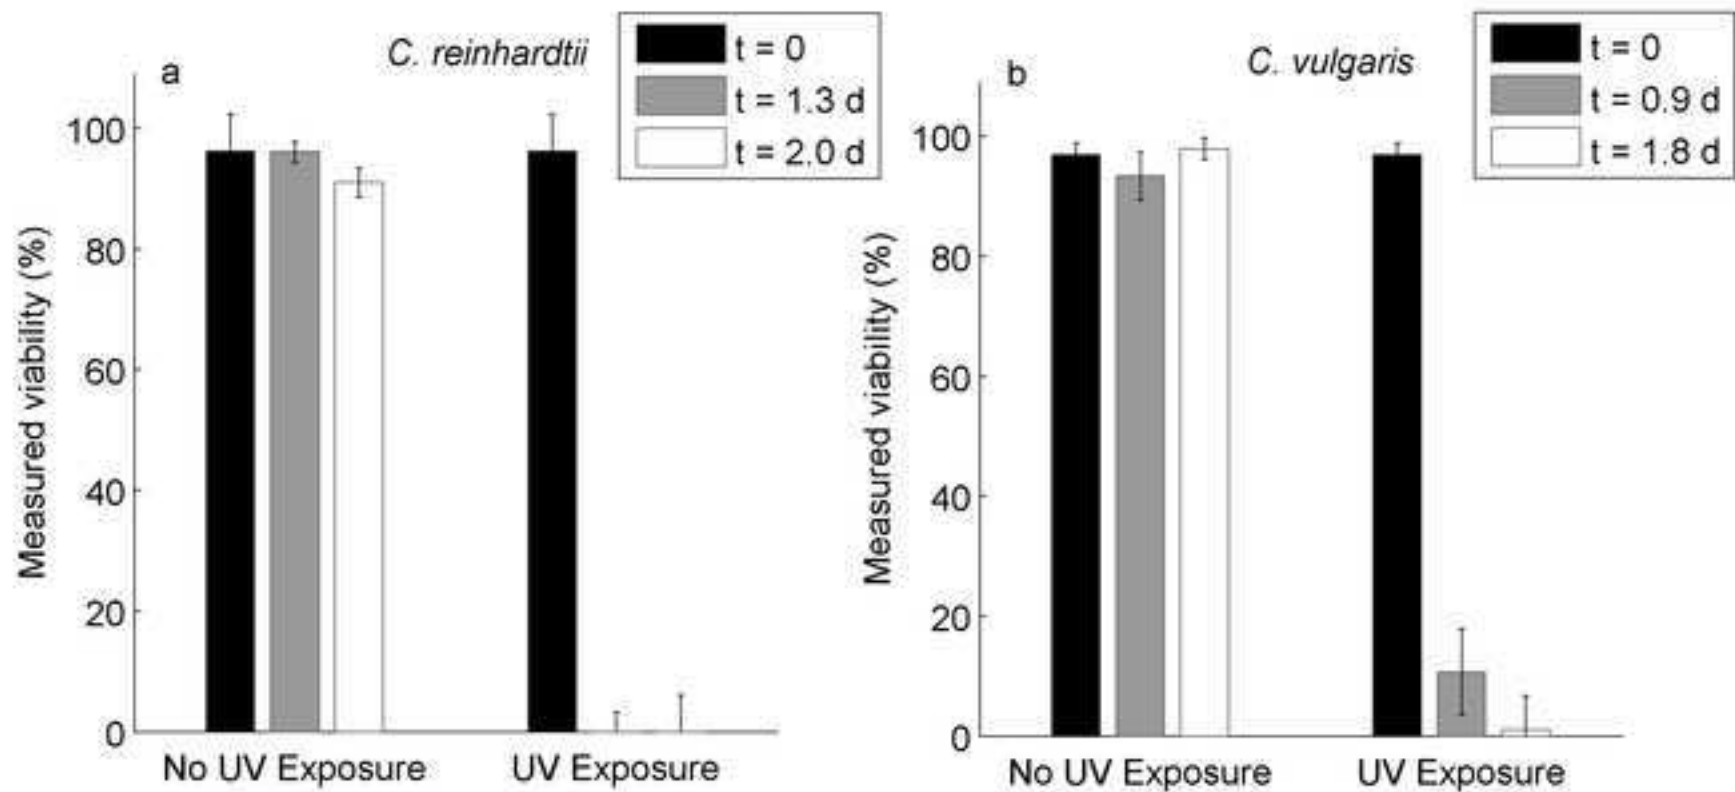 a
C. reinhardtii
t = 0
t = 1.3 d
t = 2.0 d
Measured viability (%)
100
80
60
40
20
0
No UV Exposure
UV Exposure
b
C. vulgaris
t = 0
t = 0.9 d
t = 1.8 d
Measured viability (%)
100
80
60
40
20
0
No UV Exposure
UV Exposure